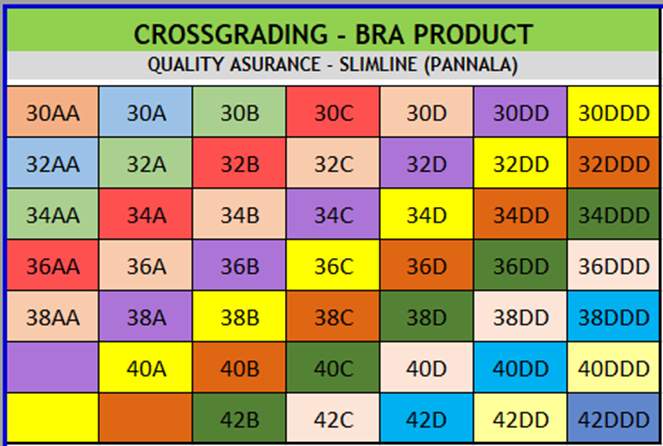 CROSSGRADING - BRA PRODUCT
QUALITY ASURANCE - SLIMLINE (PANNALA)
30AA 30A 30B 30C 30D 30DD 30DDD
32AA 32A 32B 32C 32D 32DD 32DDD
34AA 34A 34B 34C 34D 34DD 34DDD
36AA 36A 36B 36C 36D 36DD 36DDD
38AA 38A 38B 38C 38D 38DD 38DDD
40A 40B 40C 40D 40DD 40DDD
42B 42C 42D 42DD 42DDD